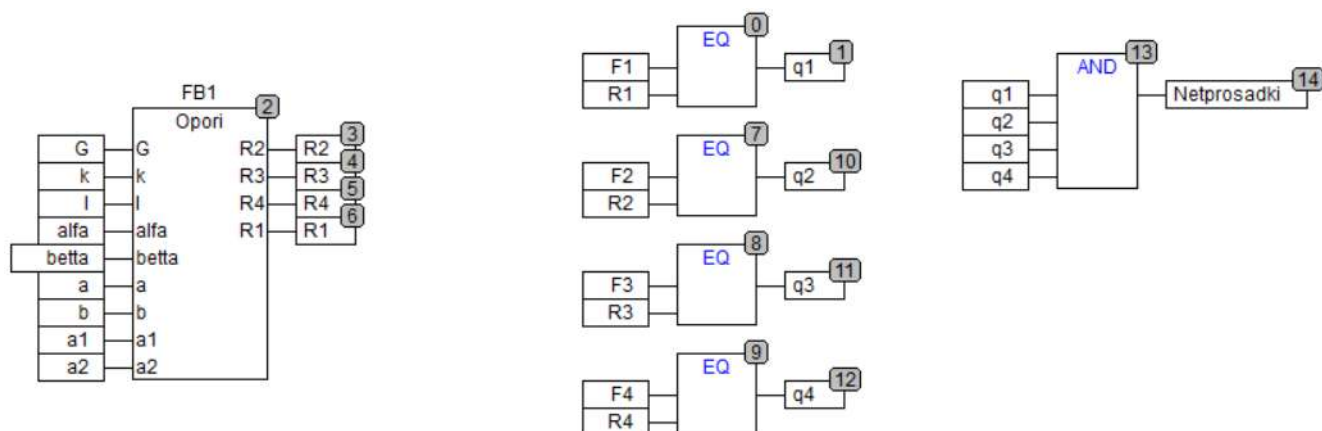 FB1
2
Opori
G G R2 R2 3
k k R3 R3 4
l l R4 R4 5
alfa alfa R1 R1 6
betta betta
a a
b b
a1 a1
a2 a2
EQ 0
F1 q1 1
R1
EQ 7
F2 q2 10
R2
EQ 8
F3 q3 11
R3
EQ 9
F4 q4 12
R4
AND 13
q1 Netprosadki 14
q2
q3
q4